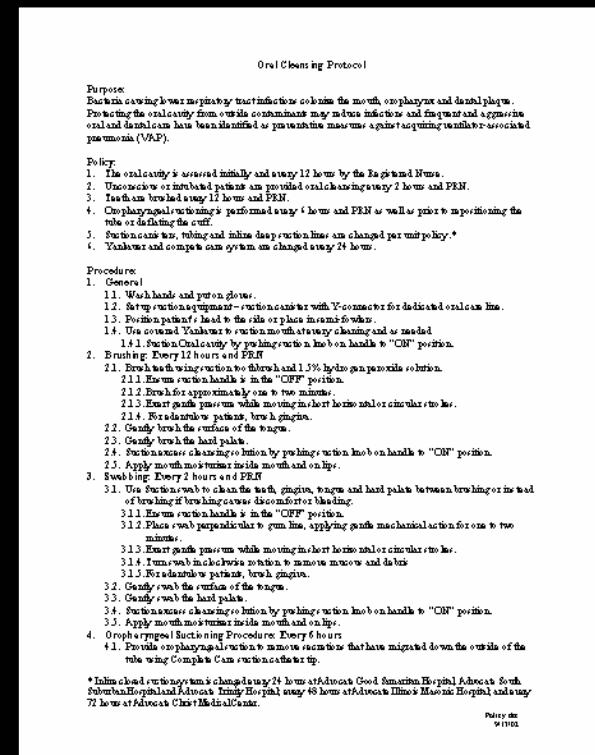 Oral Cleansing Protocol
Purpose:
Bacteria causing lower respiratory tract infections colonize the mouth, oropharynx and dental plaque.
Protecting the oral cavity from outside contaminants may reduce infections and frequent and aggressive
oral and dental care have been identified as preventative measures against acquiring ventilator-associated
pneumonia (VAP).
Policy:
1. The oral cavity is assessed initially and every 12 hours by the Registered Nurse.
2. Unconscious or intubated patients are provided oral cleansing every 2 hours and PRN.
3. Teeth are brushed every 12 hours and PRN.
4. Oropharyngeal suctioning is performed every 6 hours and PRN as well as prior to repositioning the
tube or deflating the cuff.
5. Suction canisters, tubing and inline deep suction lines are changed per unit policy.*
6. Yankauer and compete care system are changed every 24 hours.
Procedure:
1. General
1.1. Wash hands and put on gloves.
1.2. Set up suction equipment – suction canister with Y-connector for dedicated oral care line.
1.3. Position patient's head to the side or place in semi-fowlers.
1.4. Use covered Yankauer to suction mouth at every cleaning and as needed
1.4.1. Suction Oral cavity by pushing suction knob on handle to "ON" position.
2. Brushing: Every 12 hours and PRN
2.1. Brush teeth using suction toothbrush and 1.5% hydrogen peroxide solution.
2.1.1. Ensure suction handle is in the "OFF" position.
2.1.2. Brush for approximately one to two minutes.
2.1.3. Exert gentle pressure while moving in short horizontal or circular strokes.
2.1.4. For edentulous patients, brush gingiva.
2.2. Gently brush the surface of the tongue.
2.3. Gently brush the hard palate.
2.4. Suction excess cleansing solution by pushing suction knob on handle to "ON" position.
2.5. Apply mouth moisturizer inside mouth and on lips.
3. Swabbing: Every 2 hours and PRN
3.1. Use Suction swab to clean the teeth, gingiva, tongue and hard palate between brushing or instead
of brushing if brushing causes discomfort or bleeding.
3.1.1. Ensure suction handle is in the "OFF" position.
3.1.2. Place swab perpendicular to gum line, applying gentle mechanical action for one to two
minutes.
3.1.3. Exert gentle pressure while moving in short horizontal or circular strokes.
3.1.4. Turn swab in clockwise rotation to remove mucous and debris
3.1.5. For edentulous patients, brush gingiva.
3.2. Gently swab the surface of the tongue.
3.3. Gently swab the hard palate.
3.4. Suction excess cleansing solution by pushing suction knob on handle to "ON" position.
3.5. Apply mouth moisturizer inside mouth and on lips.
4. Oropharyngeal Suctioning Procedure: Every 6 hours
4.1. Provide oropharyngeal suction to remove secretions that have migrated down the outside of the
tube using Complete Care suction catheter tip.
* Inline closed suction system is changed every 24 hours at Advocate Good Samaritan Hospital, Advocate South
Suburban Hospital and Advocate Trinity Hospital; every 48 hours at Advocate Illinois Masonic Hospital; and every
72 hours at Advocate Christ Medical Center.
Policy doc